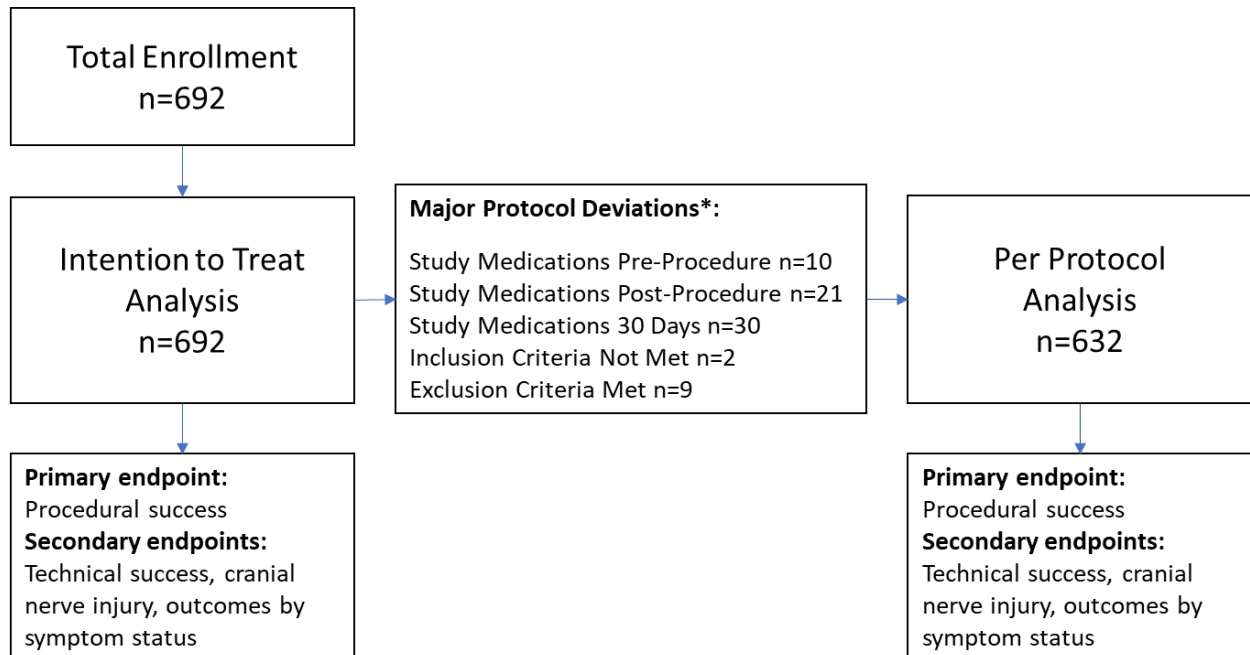 Total Enrollment
n=692
Intention to Treat
Analysis
n=692
Major Protocol Deviations*:
Study Medications Pre-Procedure n=10
Study Medications Post-Procedure n=21
Study Medications 30 Days n=30
Inclusion Criteria Not Met n=2
Exclusion Criteria Met n=9
Per Protocol
Analysis
n=632
Primary endpoint:
Procedural success
Secondary endpoints:
Technical success, cranial
nerve injury, outcomes by
symptom status
Primary endpoint:
Procedural success
Secondary endpoints:
Technical success, cranial
nerve injury, outcomes by
symptom status